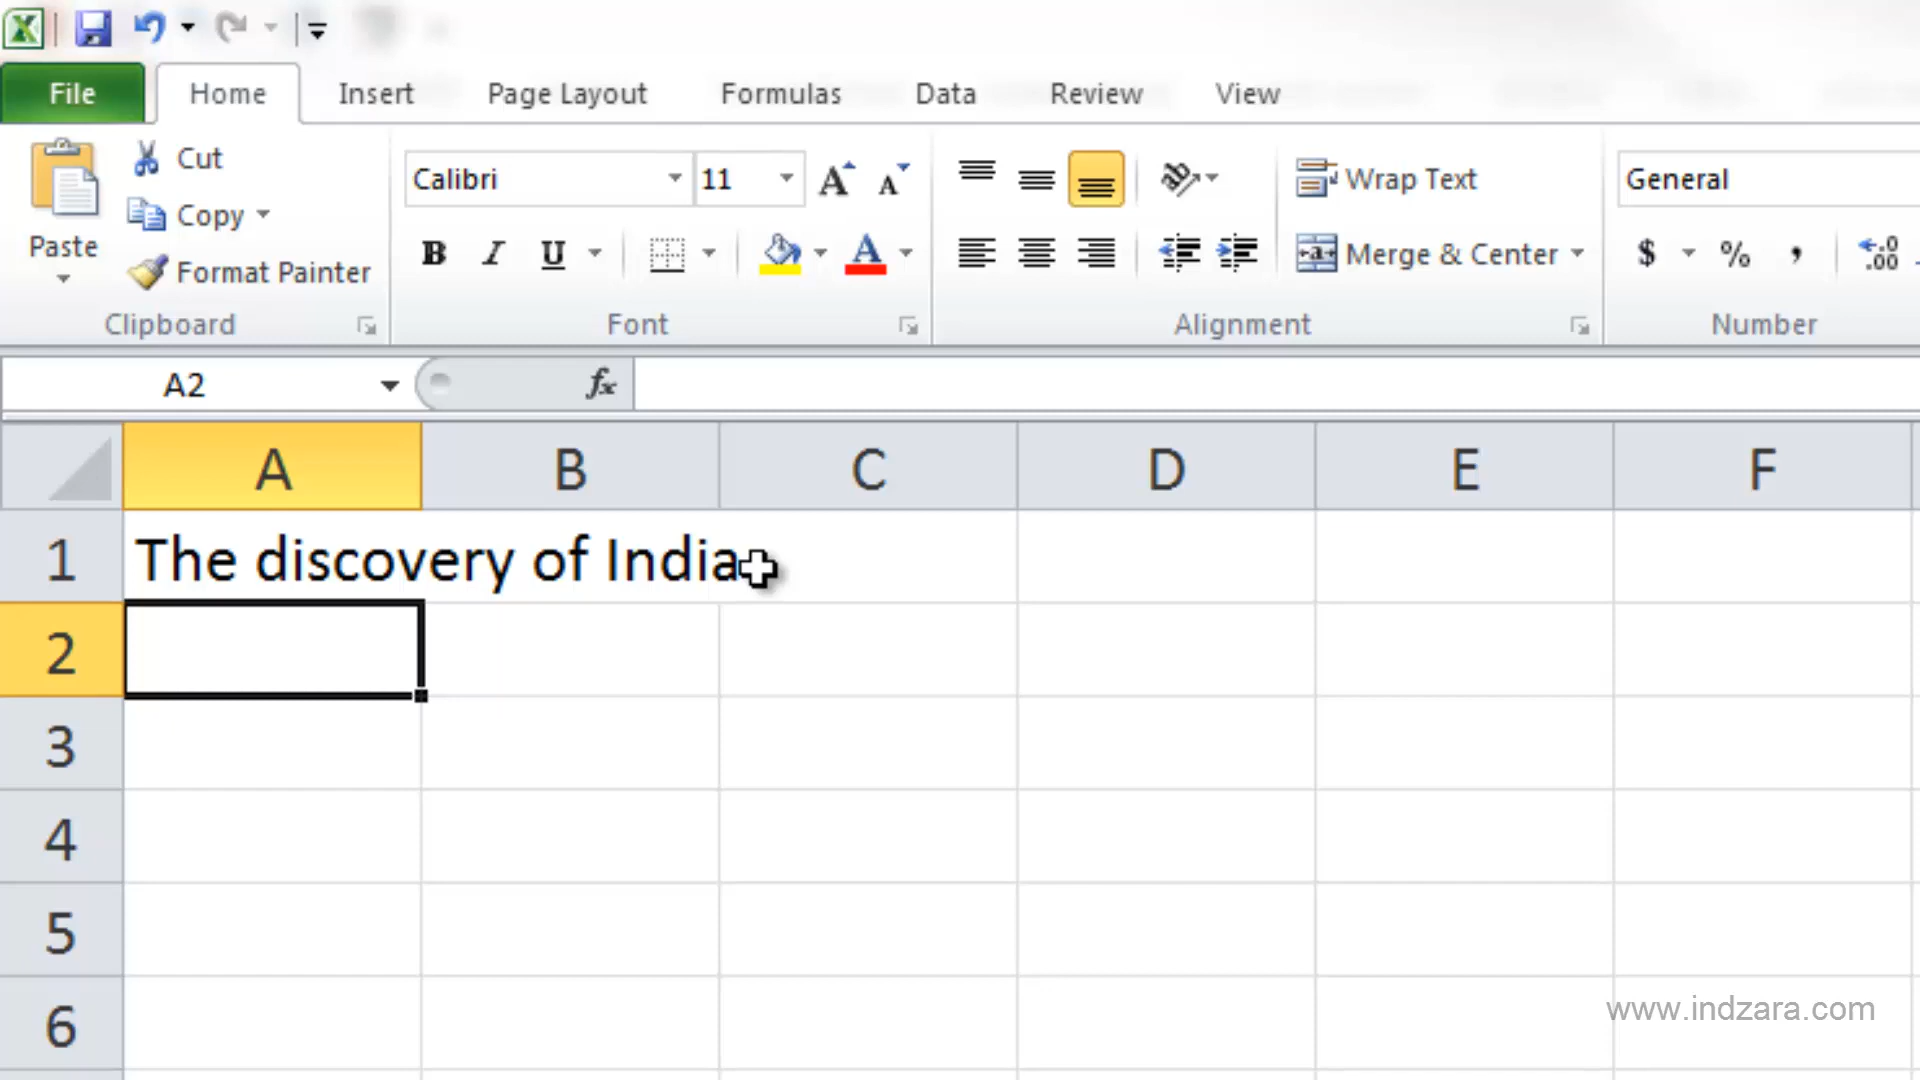 File Home Insert Page Layout Formulas Data Review View
Paste
Cut
Copy
Format Painter
Clipboard
Calibri 11
B I U A
Font
Wrap Text
Merge & Center
Alignment
General
$ % , .00
Number
A2 fx
A B C D E F
1 The discovery of India
2
3
4
5
6
www.indzara.com